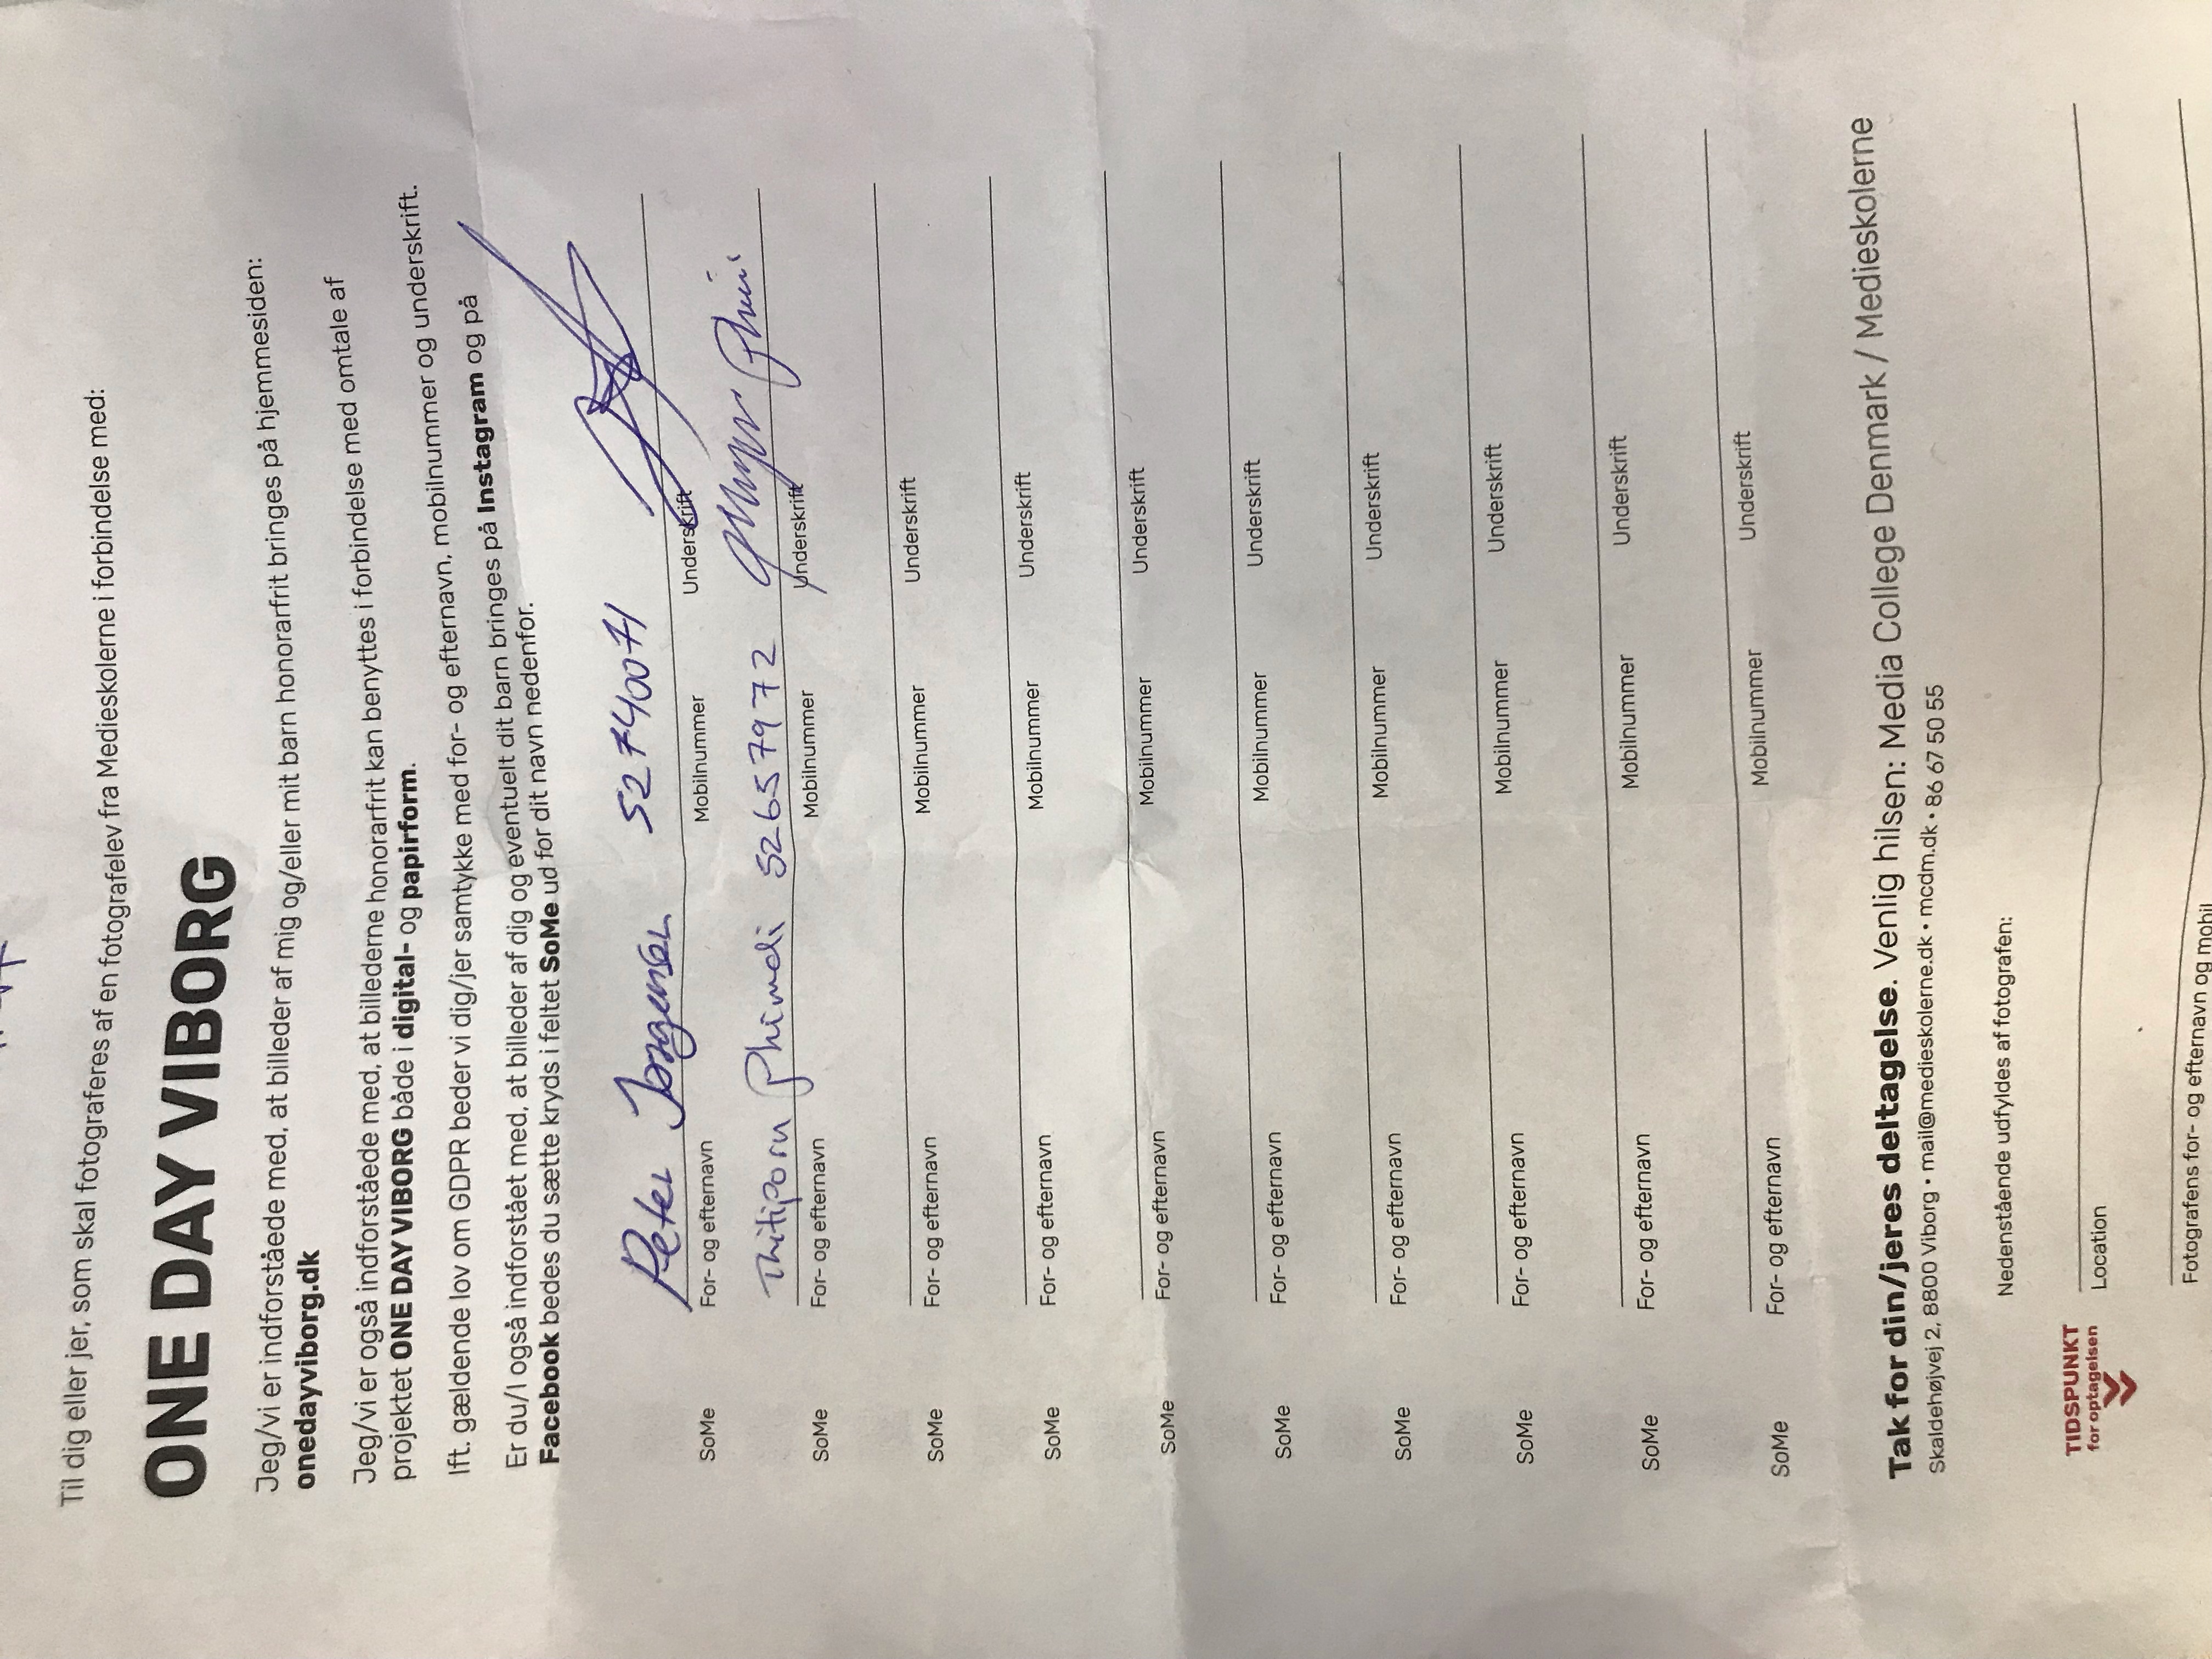 Til dig eller jer, som skal fotograferes af en fotografelev fra Medieskolerne i forbindelse med:
ONE DAY VIBORG
Jeg/vi er indforståede med, at billeder af mig og/eller mit barn honorarfrit bringes på hjemmesiden:
onedayviborg.dk
Jeg/vi er også indforståede med, at billederne honorarfrit kan benyttes i forbindelse med omtale af
projektet ONE DAY VIBORG både i digital- og papirform.
Ift. gældende lov om GDPR beder vi dig/jer samtykke med for- og efternavn, mobilnummer og underskrift.
Er du/I også indforstået med, at billeder af dig og eventuelt dit barn bringes på Instagram og på
Facebook bedes du sætte kryds i feltet SoMe ud for dit navn nedenfor.
Peter Jørgensen 52740071
SoMe For- og efternavn Mobilnummer Underskrift
Thitiporn Phimdi 52657972
SoMe For- og efternavn Mobilnummer Underskrift
SoMe For- og efternavn Mobilnummer Underskrift
SoMe For- og efternavn Mobilnummer Underskrift
SoMe For- og efternavn Mobilnummer Underskrift
SoMe For- og efternavn Mobilnummer Underskrift
SoMe For- og efternavn Mobilnummer Underskrift
SoMe For- og efternavn Mobilnummer Underskrift
SoMe For- og efternavn Mobilnummer Underskrift
SoMe For- og efternavn Mobilnummer Underskrift
Tak for din/jeres deltagelse. Venlig hilsen: Media College Denmark / Medieskolerne
Skaldehøjvej 2, 8800 Viborg • mail@medieskolerne.dk • mcdm.dk • 86 67 50 55
Nedenstående udfyldes af fotografen:
TIDSPUNKT
for optagelsen
Location
Fotografens for- og efternavn og mobil